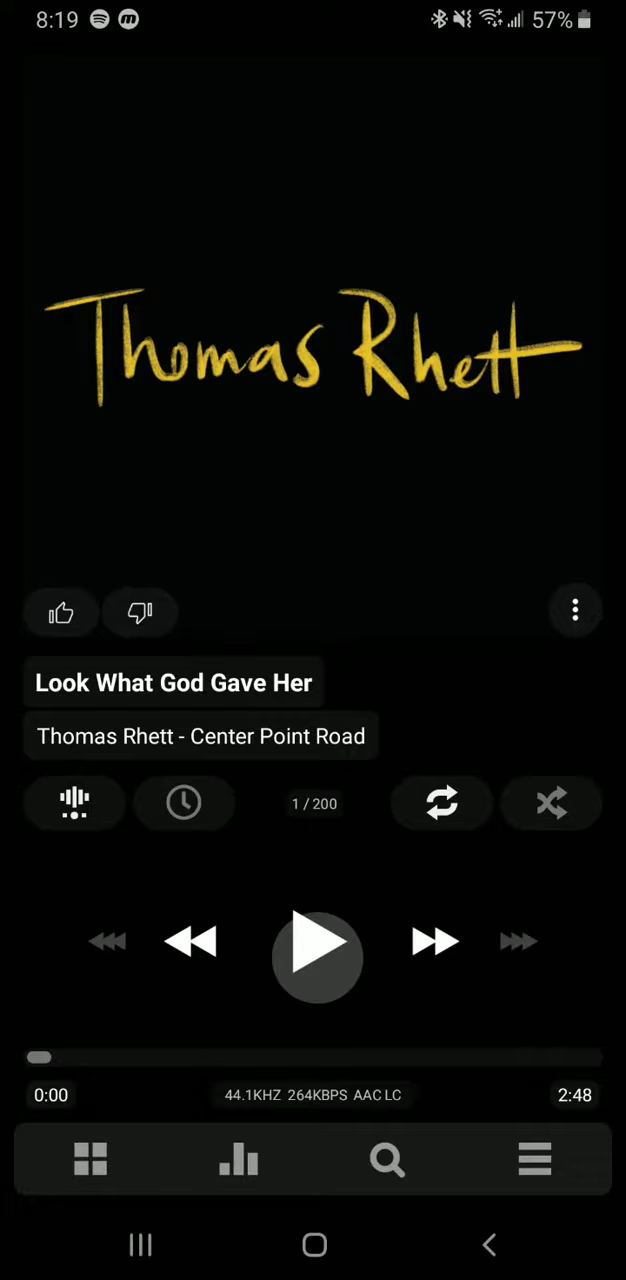 8:19
57%
Thomas Rhett
Look What God Gave Her
Thomas Rhett - Center Point Road
1 / 200
0:00
44.1KHZ 264KBPS AAC LC
2:48